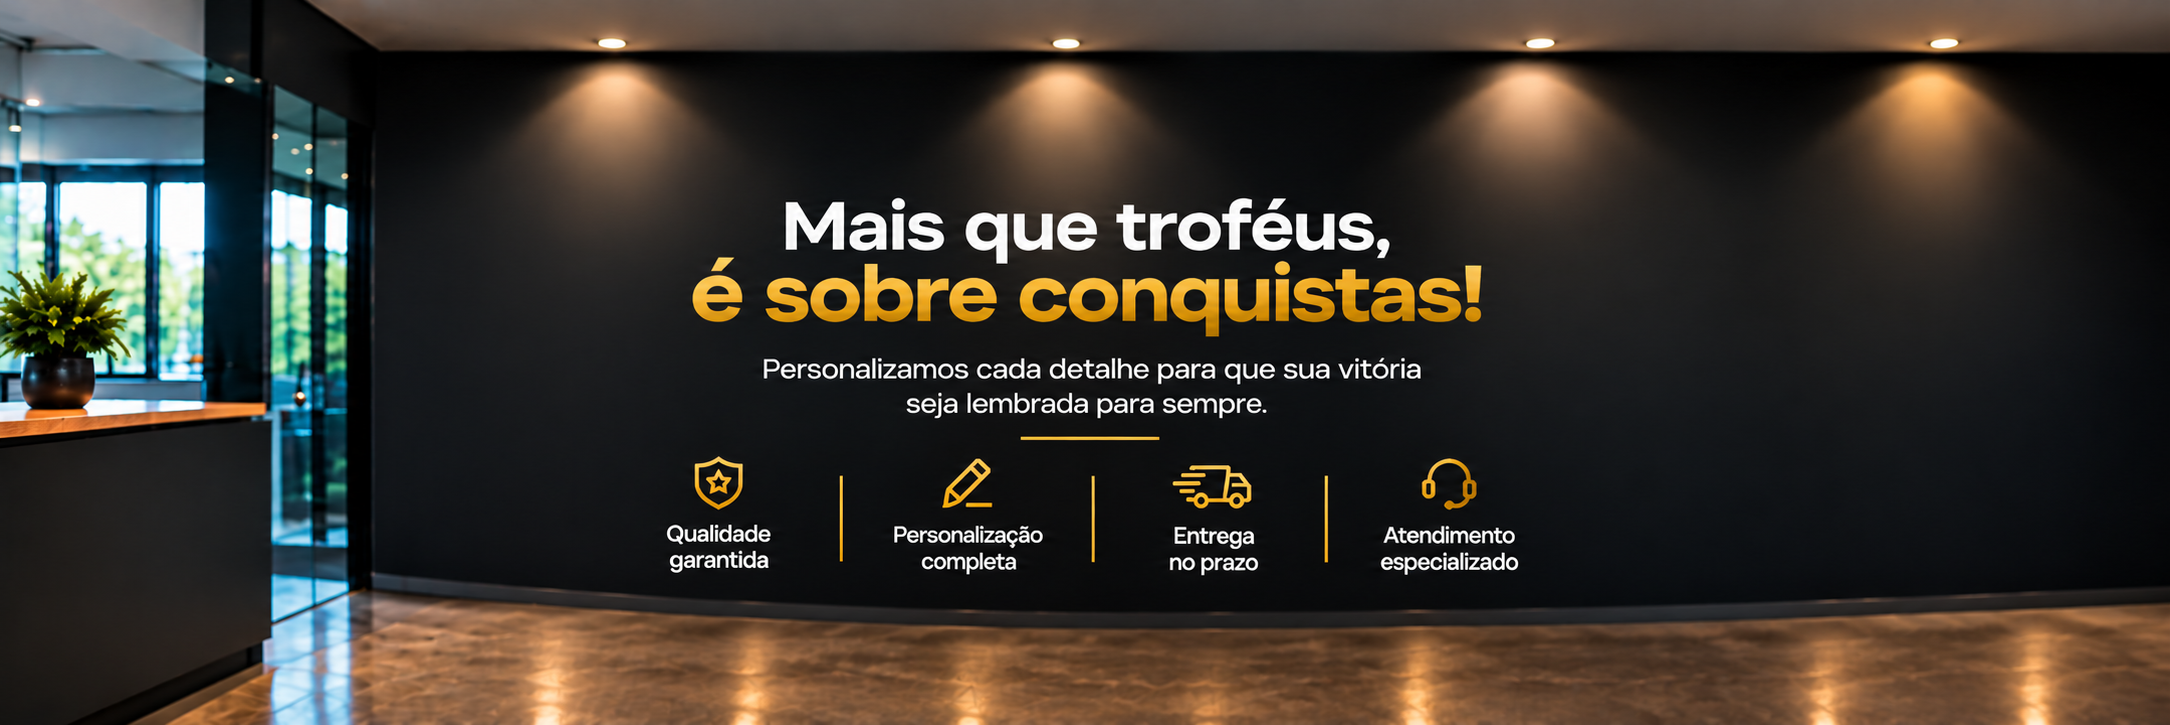 Mais que troféus,
é sobre conquistas!
Personalizamos cada detalhe para que sua vitória
seja lembrada para sempre.
Qualidade
garantida
Personalização
completa
Entrega
no prazo
Atendimento
especializado